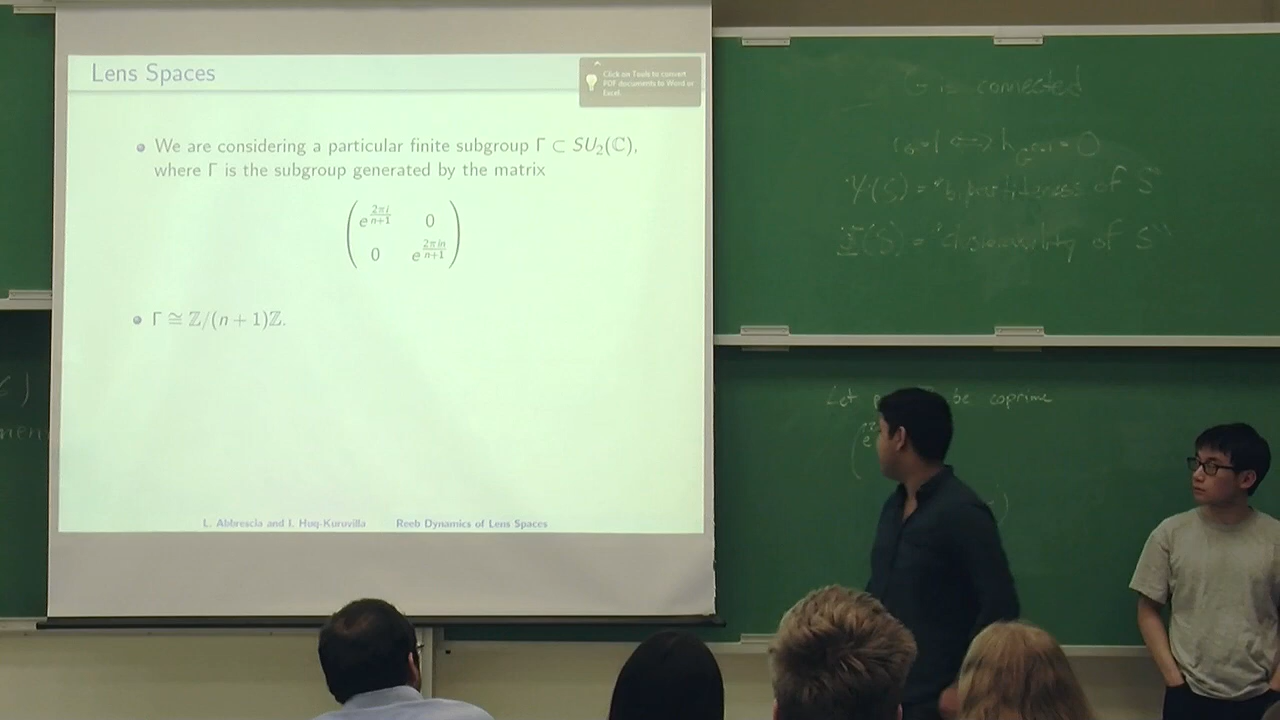 Lens Spaces
Click on Tools to convert
PDF documents to Word or
Excel.
We are considering a particular finite subgroup Γ ⊂ SU₂(ℂ),
where Γ is the subgroup generated by the matrix
e^{2πi/(n+1)} 0
0 e^{2πin/(n+1)}
Γ ≅ ℤ/(n + 1)ℤ.
L. Abbrescia and I. Huq-Kuruvilla Reeb Dynamics of Lens Spaces
G is connected
of S
(S) = of S
Let be coprime